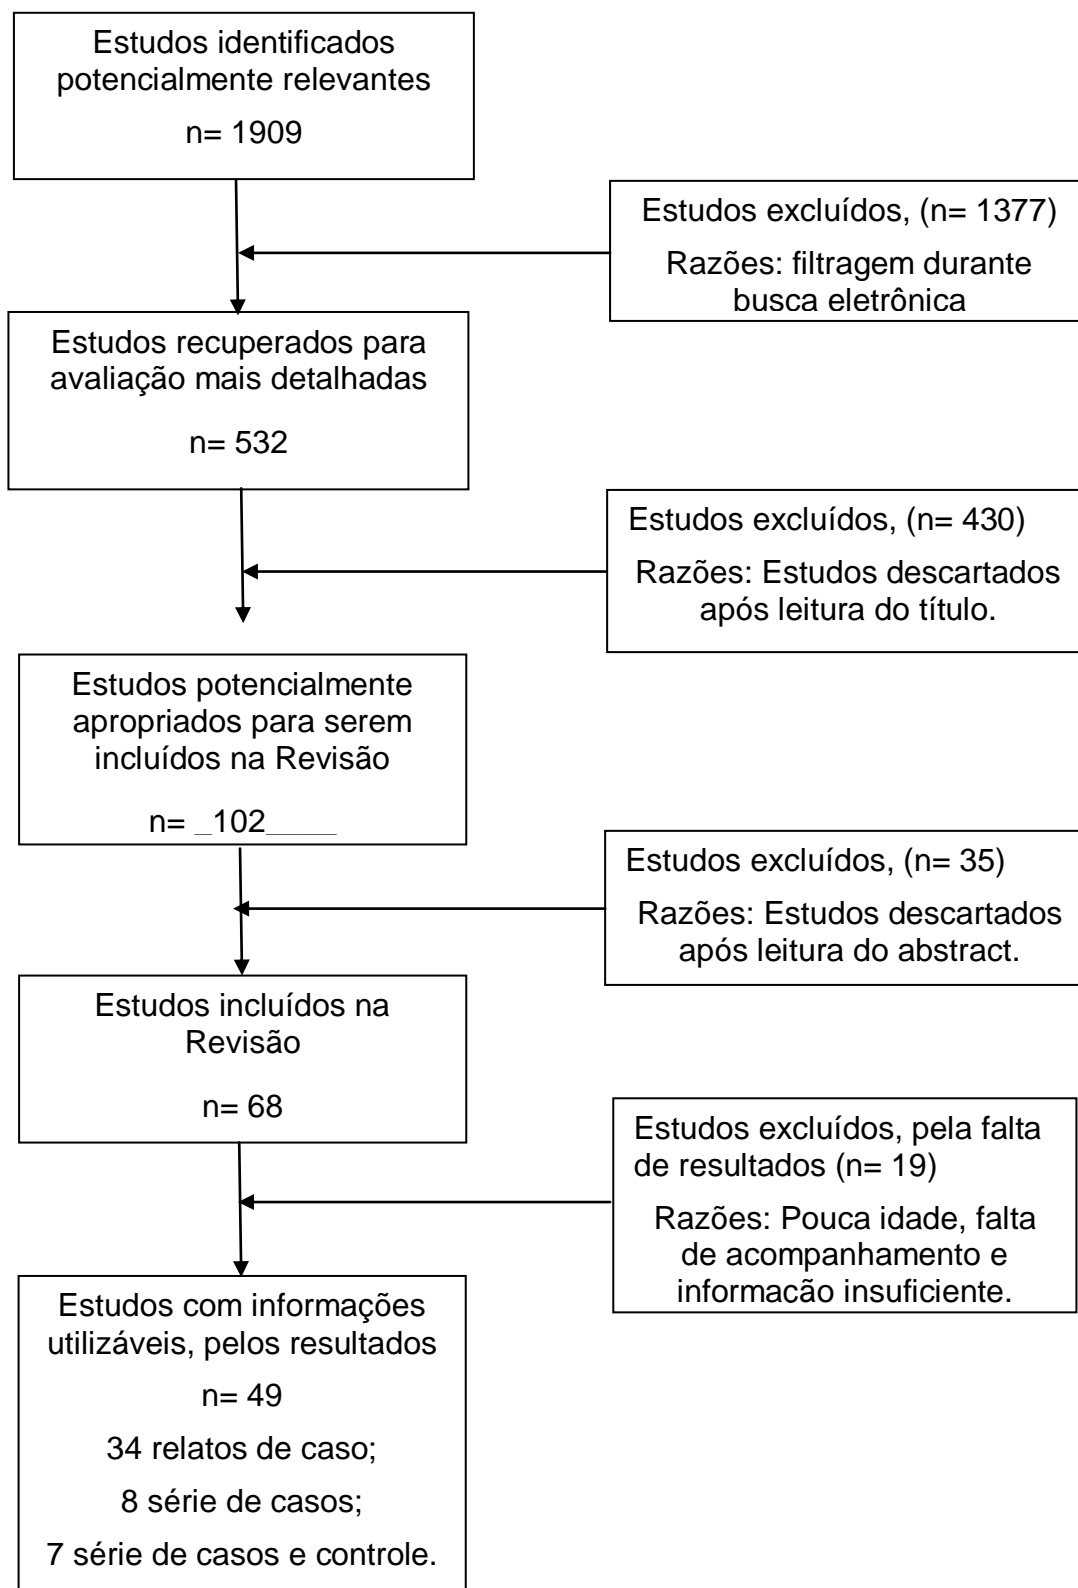 Estudos identificados
potencialmente relevantes
n= 1909
Estudos excluídos, (n= 1377)
Razões: filtragem durante
busca eletrônica
Estudos recuperados para
avaliação mais detalhadas
n= 532
Estudos excluídos, (n= 430)
Razões: Estudos descartados
após leitura do título.
Estudos potencialmente
apropriados para serem
incluídos na Revisão
n= _102____
Estudos excluídos, (n= 35)
Razões: Estudos descartados
após leitura do abstract.
Estudos incluídos na
Revisão
n= 68
Estudos excluídos, pela falta
de resultados (n= 19)
Razões: Pouca idade, falta
de acompanhamento e
informacão insuficiente.
Estudos com informações
utilizáveis, pelos resultados
n= 49
34 relatos de caso;
8 série de casos;
7 série de casos e controle.